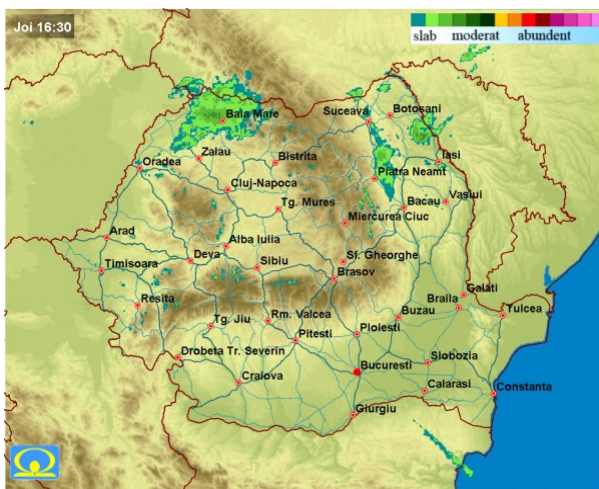 Joi 16:30
slab moderat abundent
Baia Mare
Suceava
Botosani
Zalau
Oradea
Bistrita
Iasi
Piatra Neamt
Cluj-Napoca
Tg. Mures
Bacau
Vaslui
Miercurea Ciuc
Arad
Alba Iulia
Deva
Sibiu
Sf. Gheorghe
Timisoara
Brasov
Resita
Galati
Braila
Tulcea
Tg. Jiu
Rm. Valcea
Buzau
Pitesti
Ploiesti
Drobeta Tr. Severin
Slobozia
Bucuresti
Craiova
Calarasi
Constanta
Giurgiu